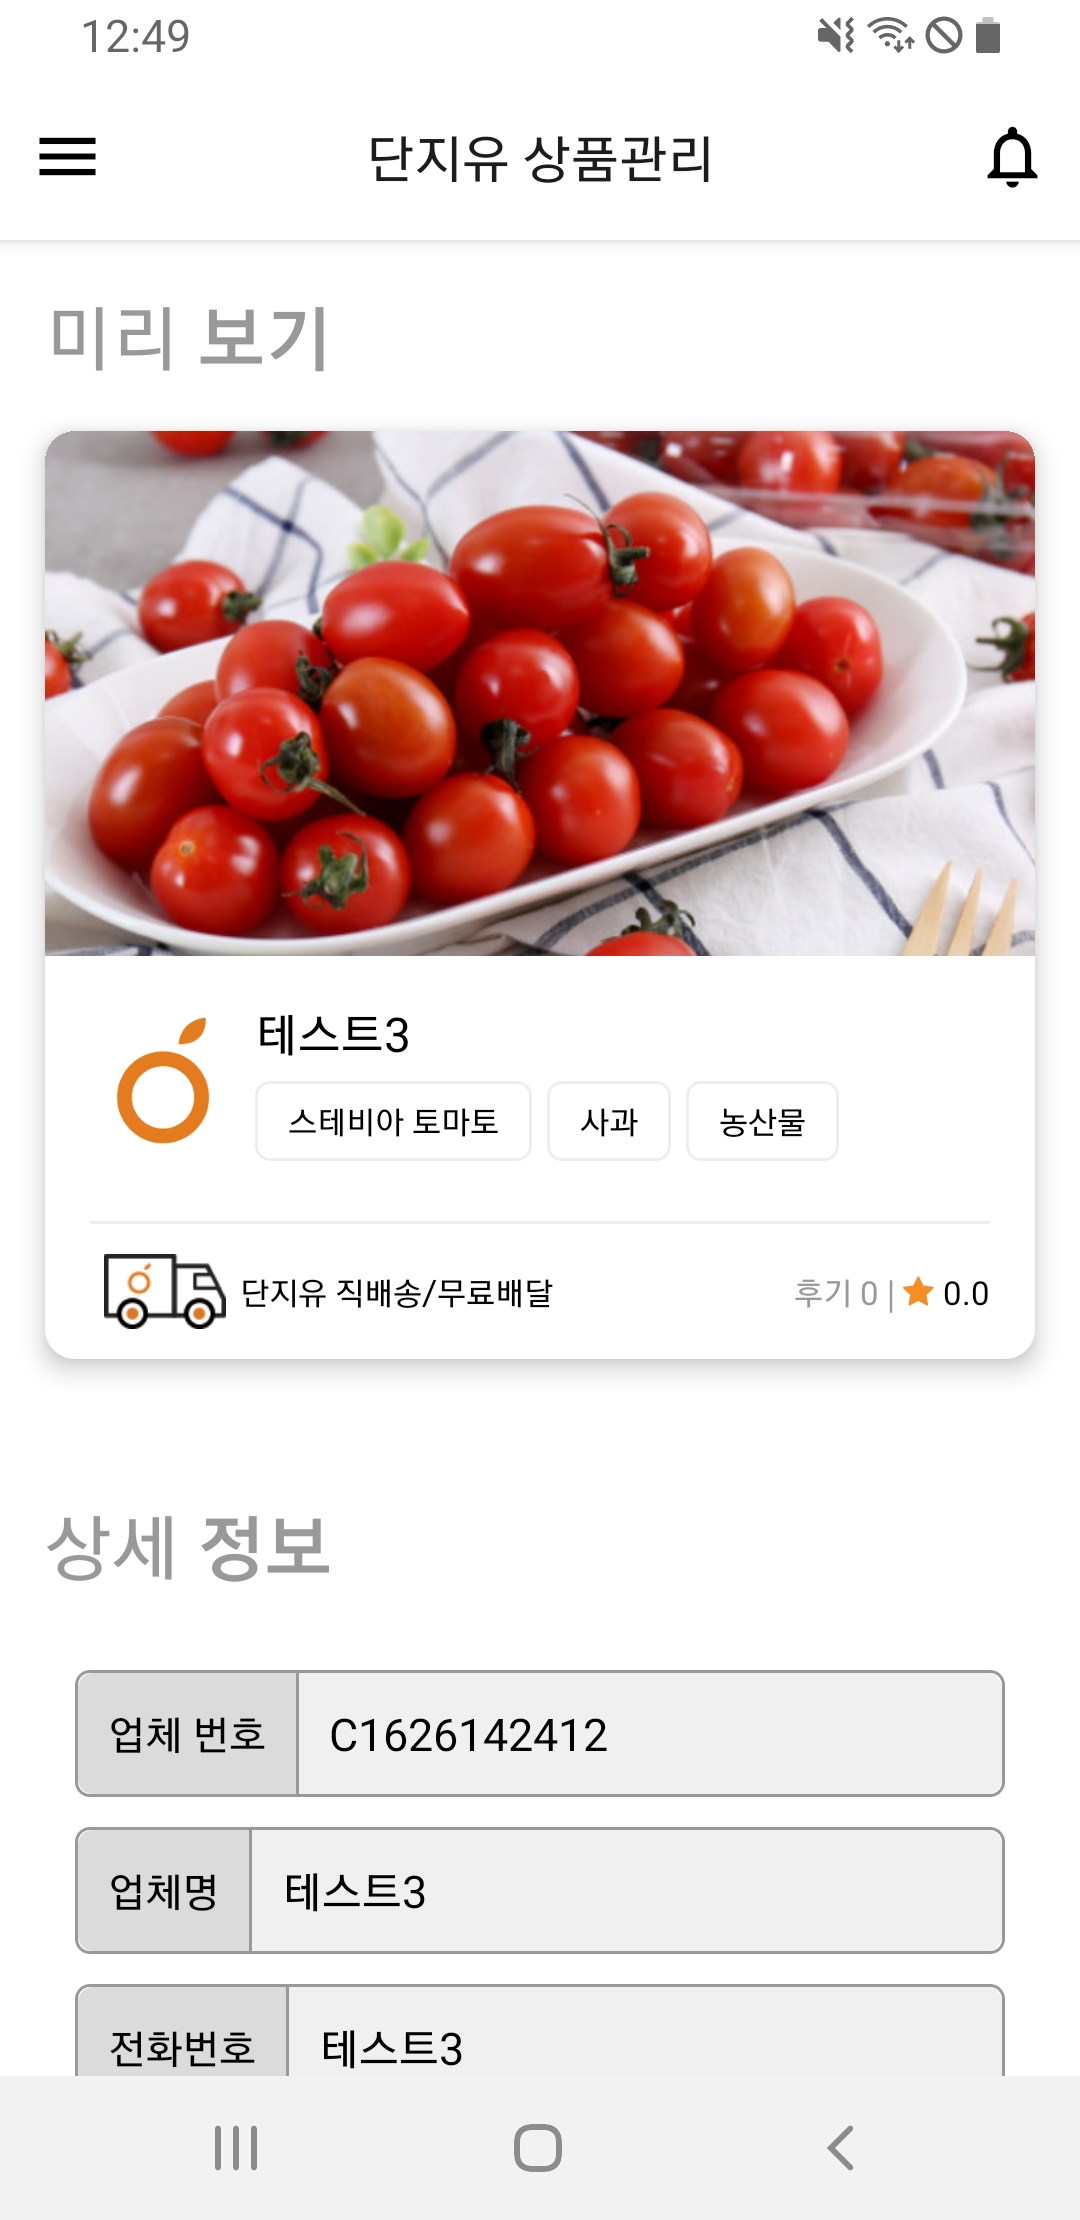 12:49
단지유 상품관리
미리 보기
테스트3
스테비아 토마토 사과 농산물
단지유 직배송/무료배달 후기 0 | 0.0
상세 정보
업체 번호 C1626142412
업체명 테스트3
전화번호 테스트3